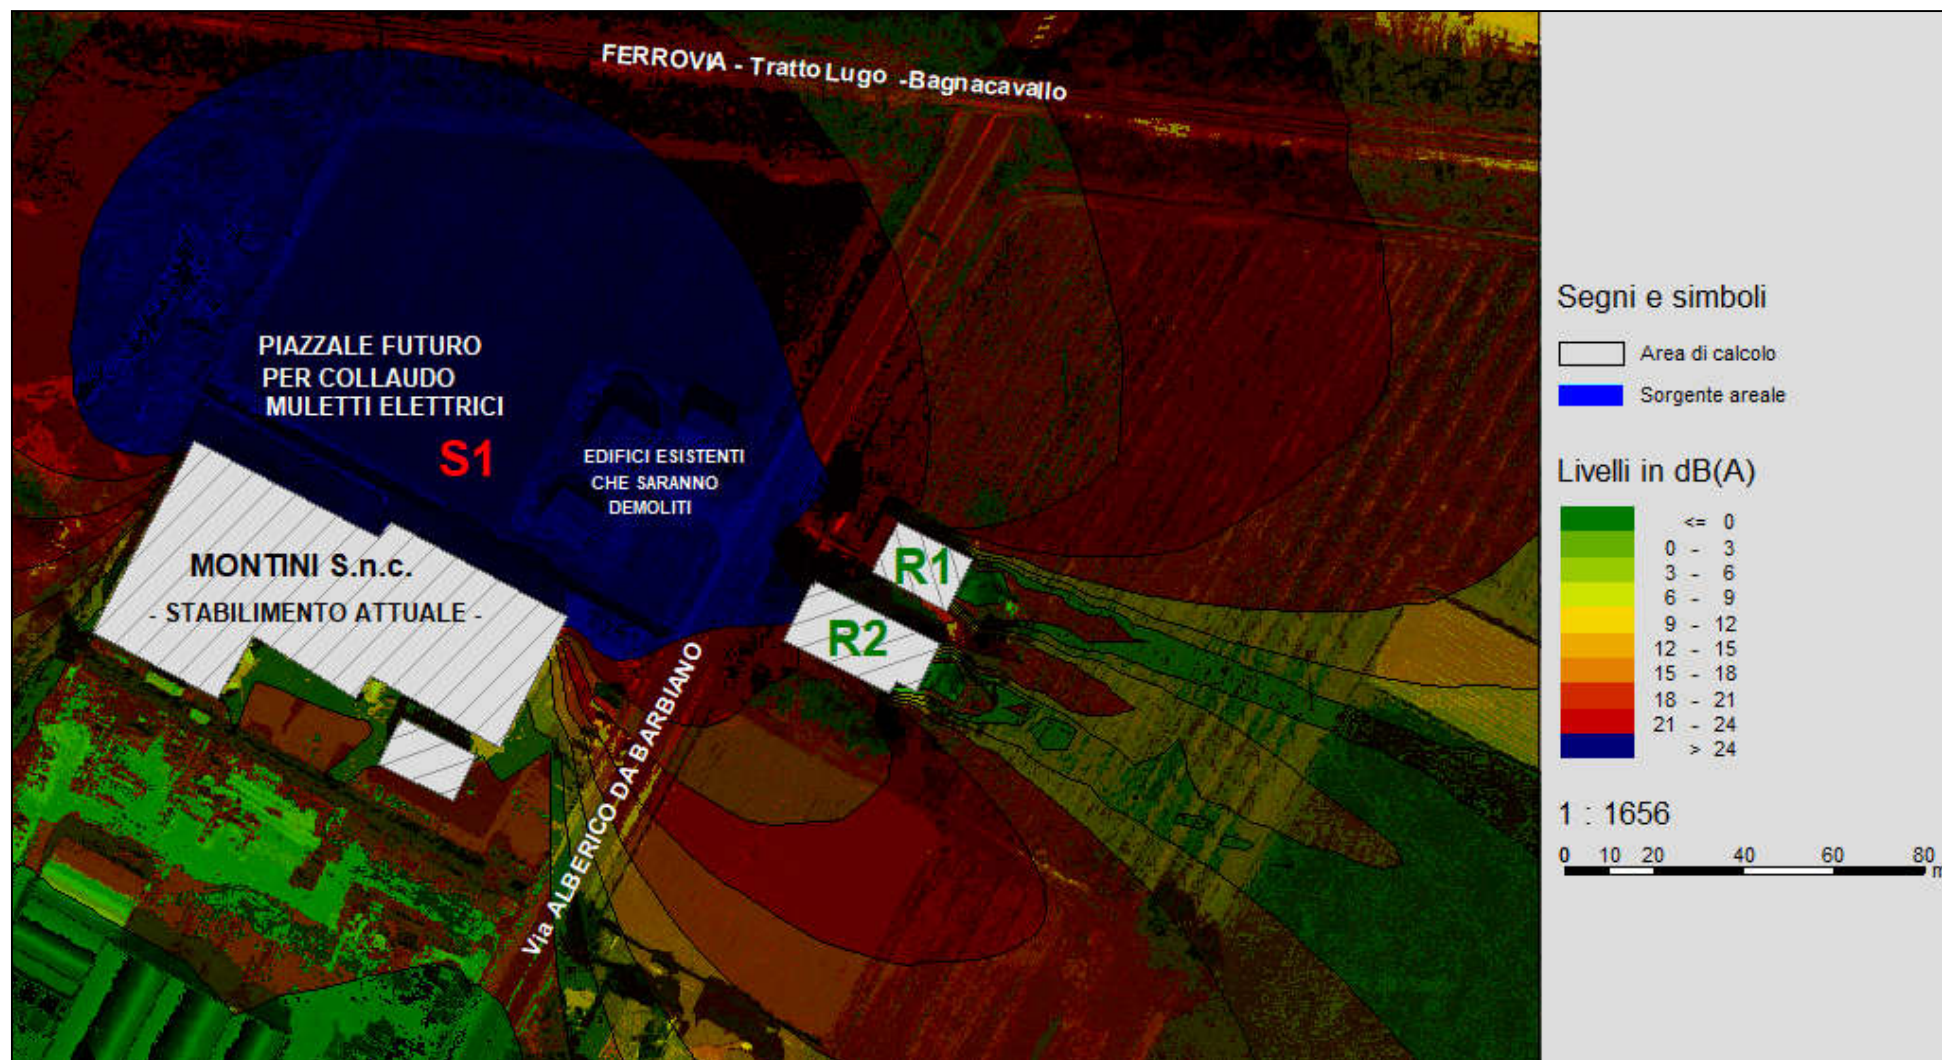 FERROVIA - Tratto Lugo -Bagnacavallo
PIAZZALE FUTURO
PER COLLAUDO
MULETTI ELETTRICI
S1
EDIFICI ESISTENTI
CHE SARANNO
DEMOLITI
MONTINI S.n.c.
- STABILIMENTO ATTUALE -
R1
R2
Via ALBERICO DA BARBIANO
Segni e simboli
Area di calcolo
Sorgente areale
Livelli in dB(A)
<= 0
0 - 3
3 - 6
6 - 9
9 - 12
12 - 15
15 - 18
18 - 21
21 - 24
> 24
1 : 1656
0 10 20 40 60 80
m